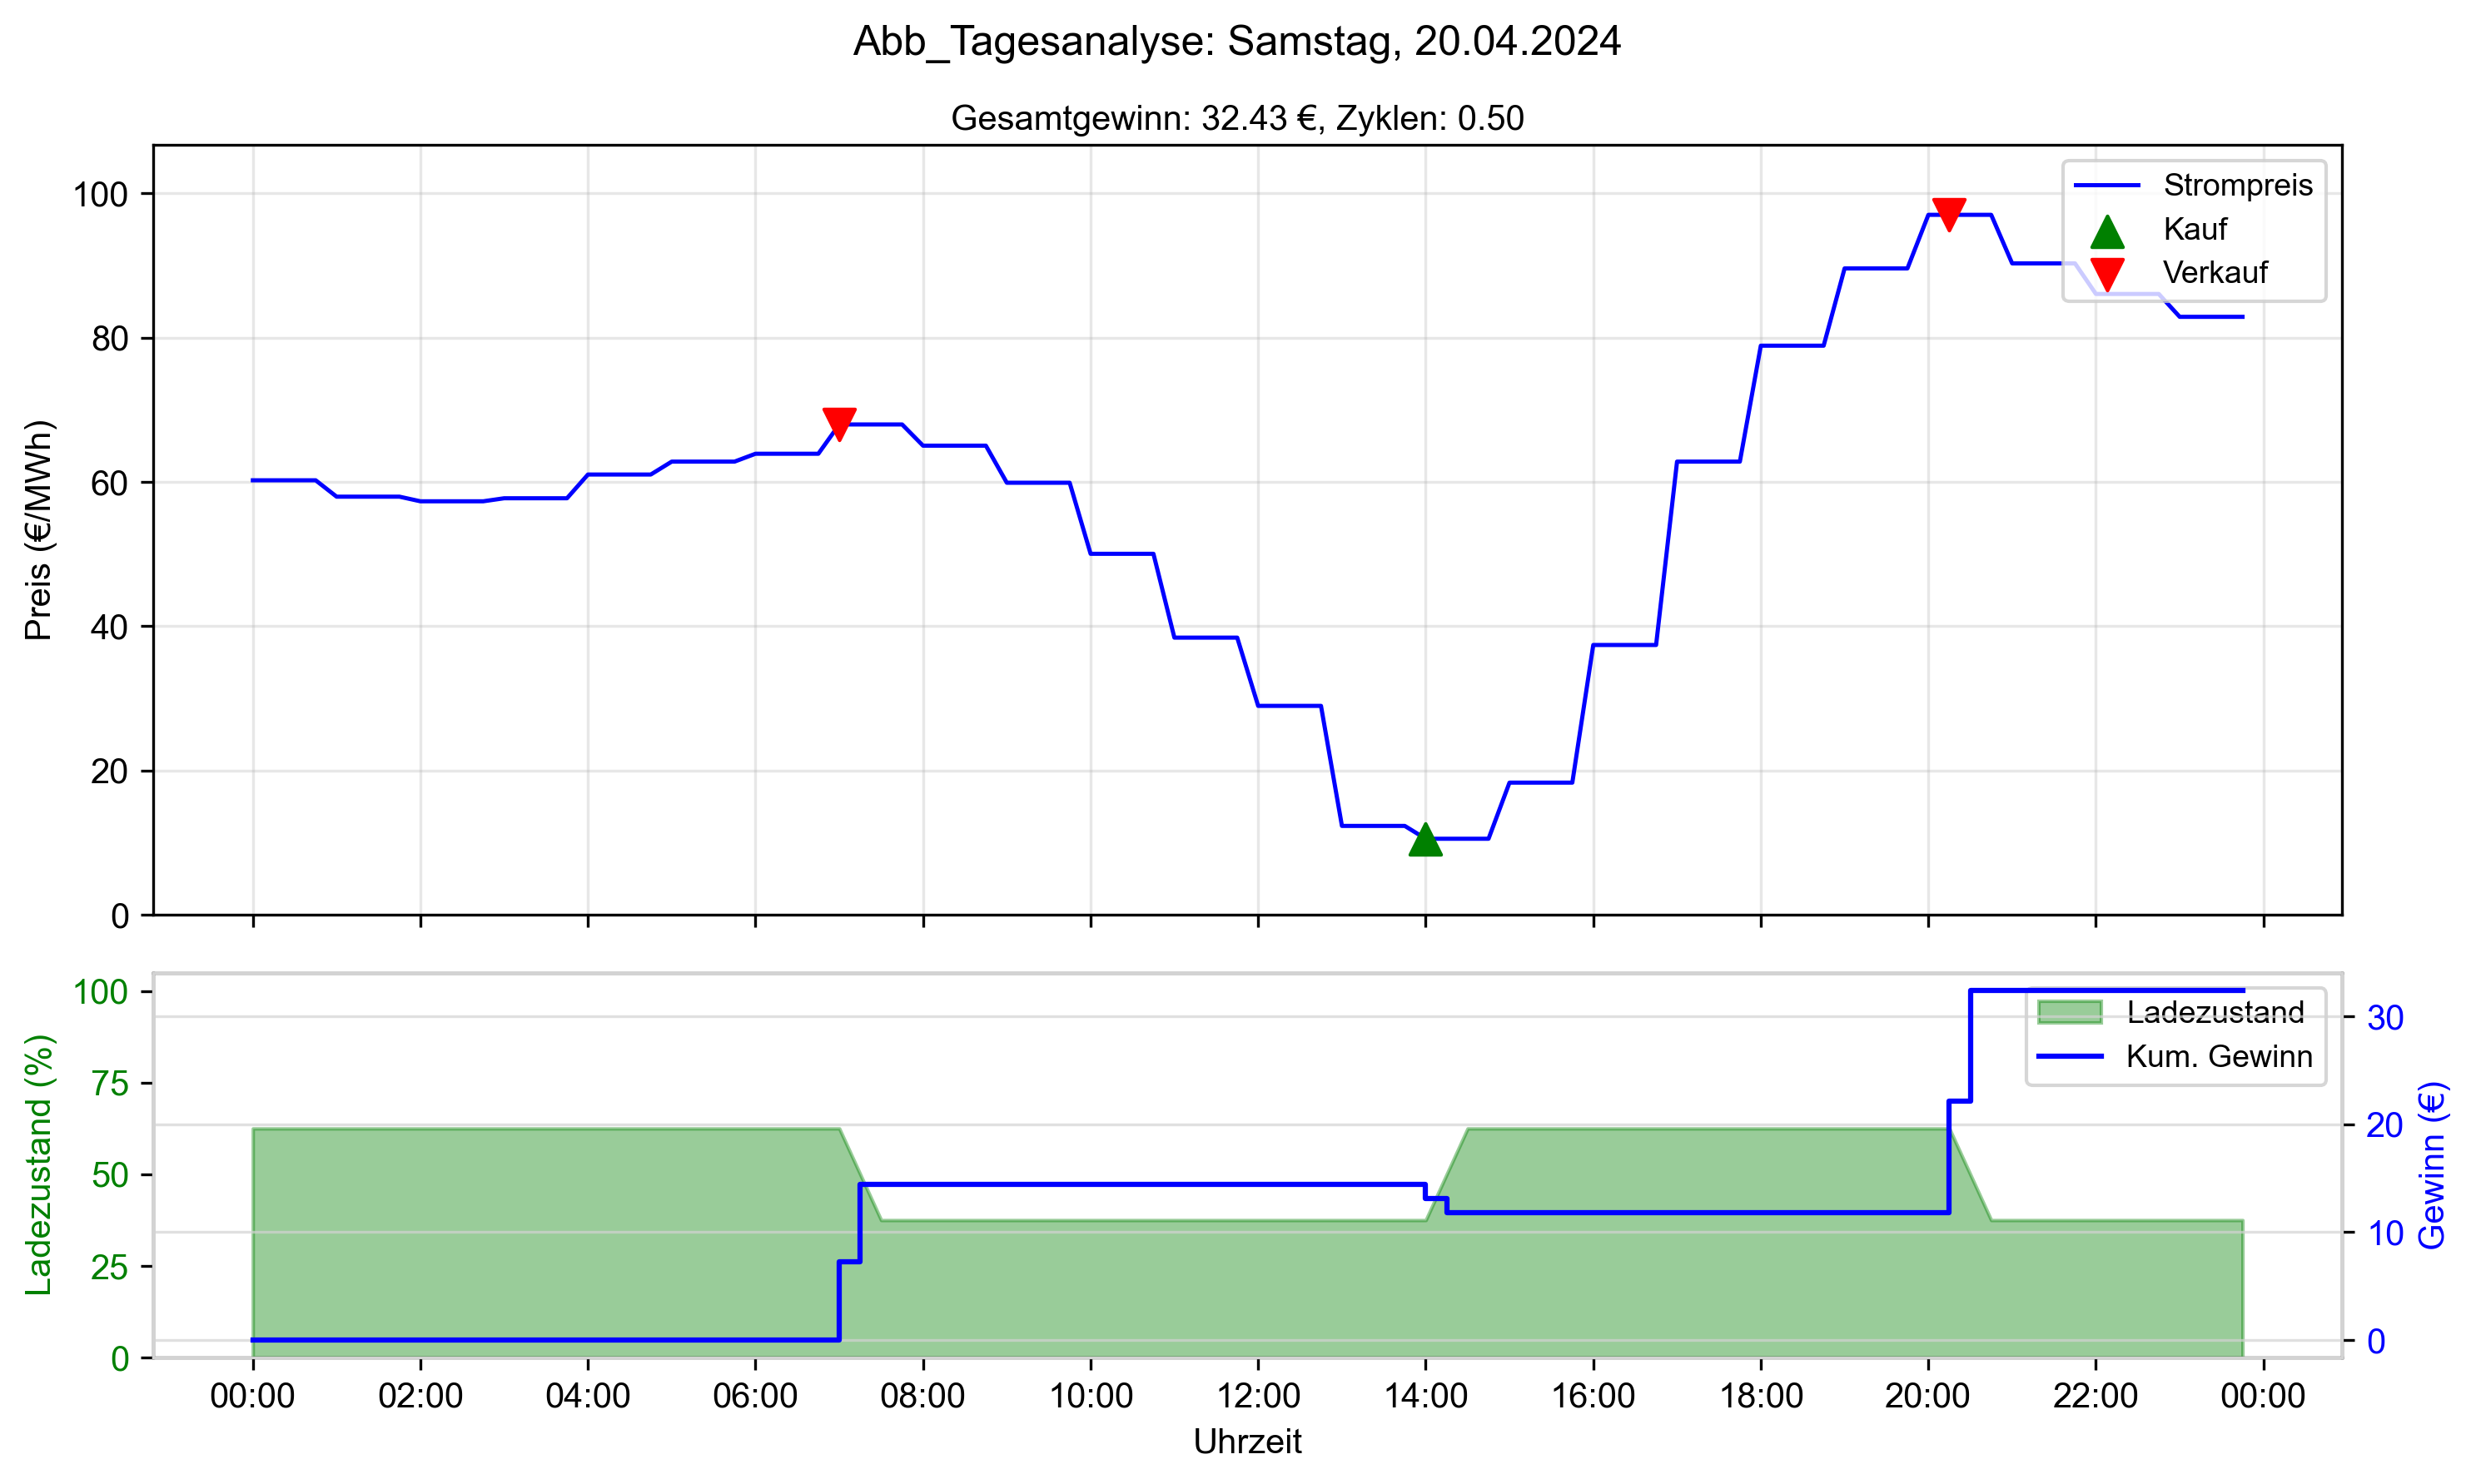 Abb_Tagesanalyse: Samstag, 20.04.2024
Gesamtgewinn: 32.43 €, Zyklen: 0.50
Preis (€/MWh)
100
80
60
40
20
0
Strompreis
Kauf
Verkauf
Ladezustand (%)
100
75
50
25
0
Ladezustand
Kum. Gewinn
30
20
10
0
Gewinn (€)
00:00 02:00 04:00 06:00 08:00 10:00 12:00 14:00 16:00 18:00 20:00 22:00 00:00
Uhrzeit